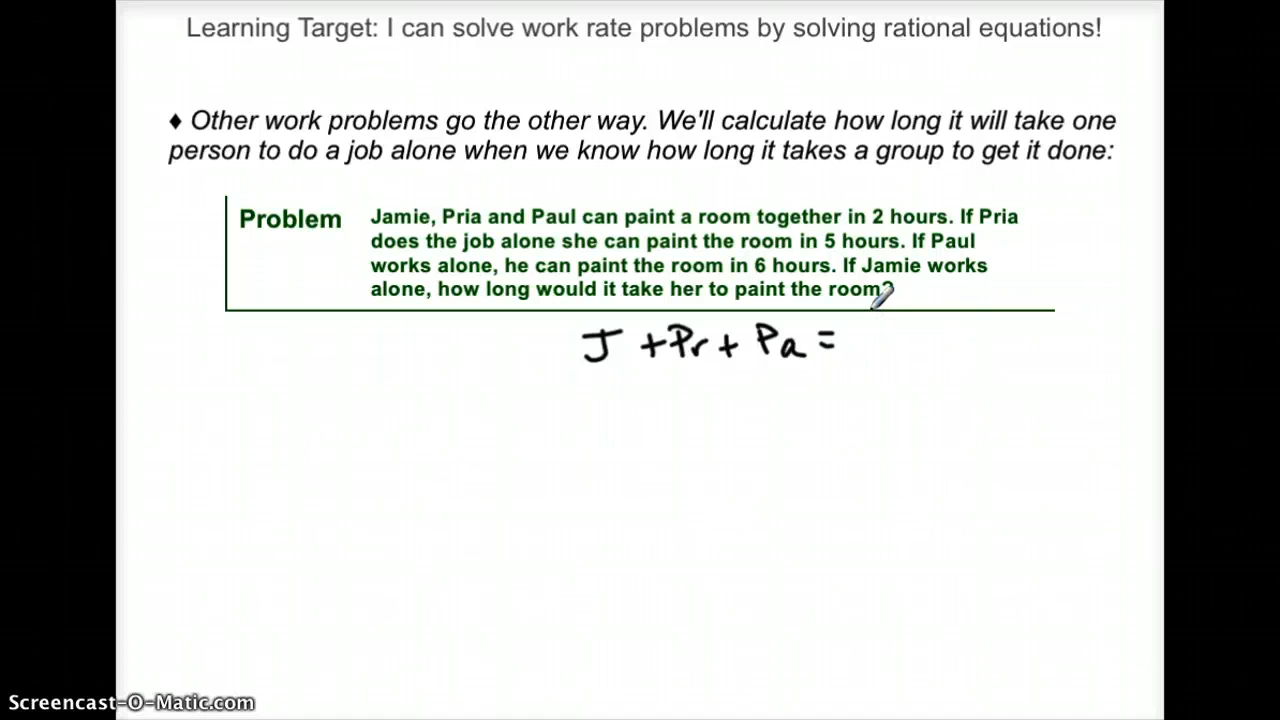 Learning Target: I can solve work rate problems by solving rational equations!
♦ Other work problems go the other way. We'll calculate how long it will take one
person to do a job alone when we know how long it takes a group to get it done:
Problem Jamie, Pria and Paul can paint a room together in 2 hours. If Pria
does the job alone she can paint the room in 5 hours. If Paul
works alone, he can paint the room in 6 hours. If Jamie works
alone, how long would it take her to paint the room?
J + Pr + Pa =
Screencast-O-Matic.com